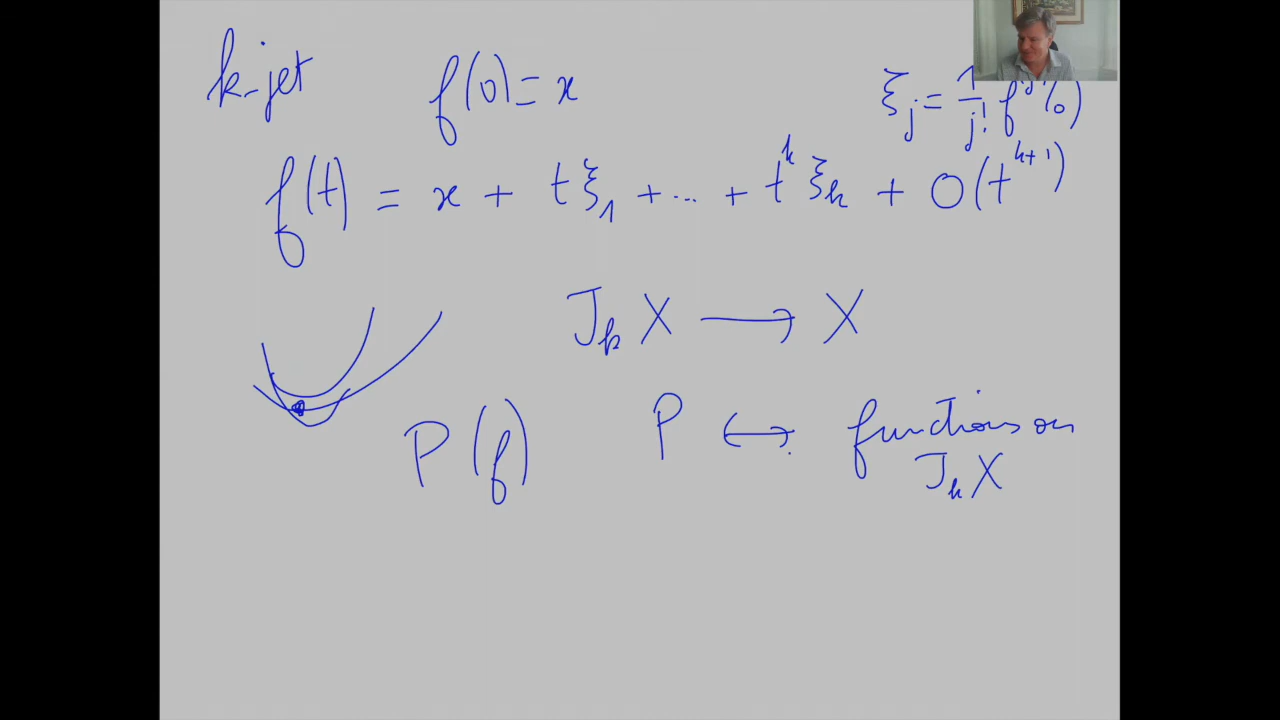 k-jet f(0) = x ξ_j = 1/j! f^(j)(0)
f(t) = x + tξ_1 + ... + t^k ξ_k + O(t^{k+1})
J_k X ⟶ X
P(f) P ⟷ functions on
J_k X